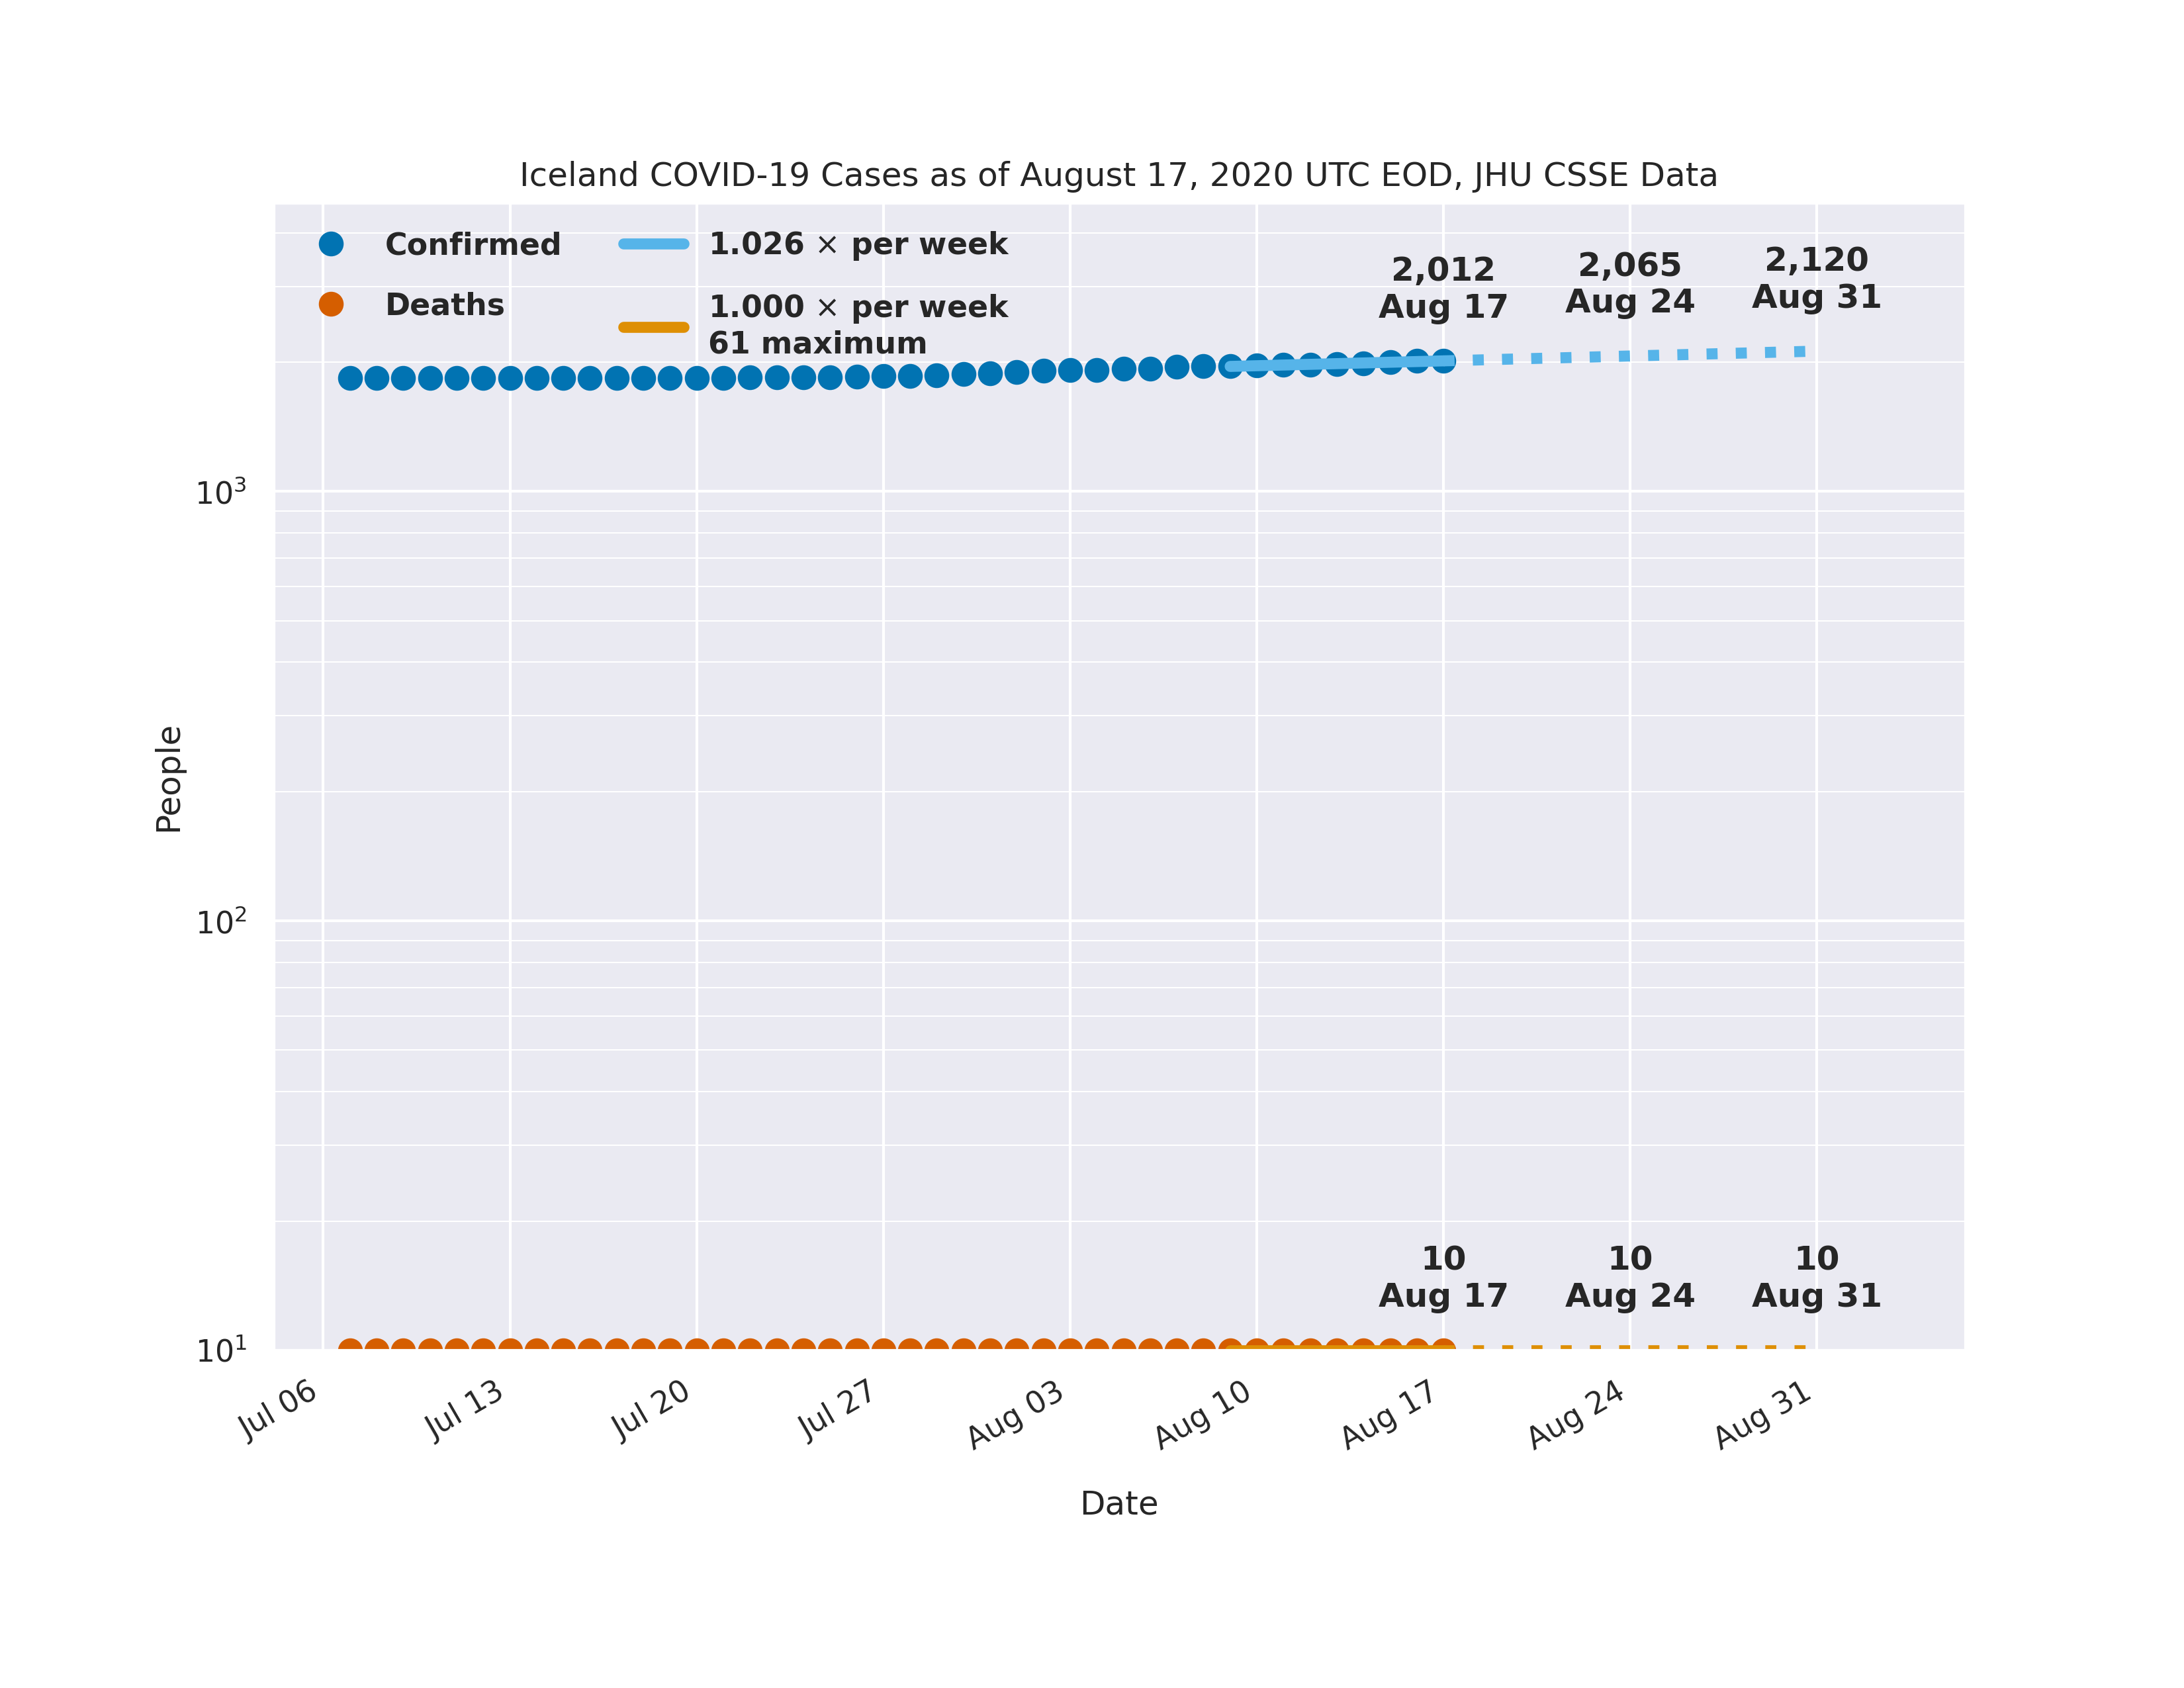 Iceland COVID-19 Cases as of August 17, 2020 UTC EOD, JHU CSSE Data
Confirmed
Deaths
1.026 × per week
1.000 × per week
61 maximum
2,012
Aug 17
2,065
Aug 24
2,120
Aug 31
10³
10²
10¹
People
10
Aug 17
10
Aug 24
10
Aug 31
Jul 06
Jul 13
Jul 20
Jul 27
Aug 03
Aug 10
Aug 17
Aug 24
Aug 31
Date